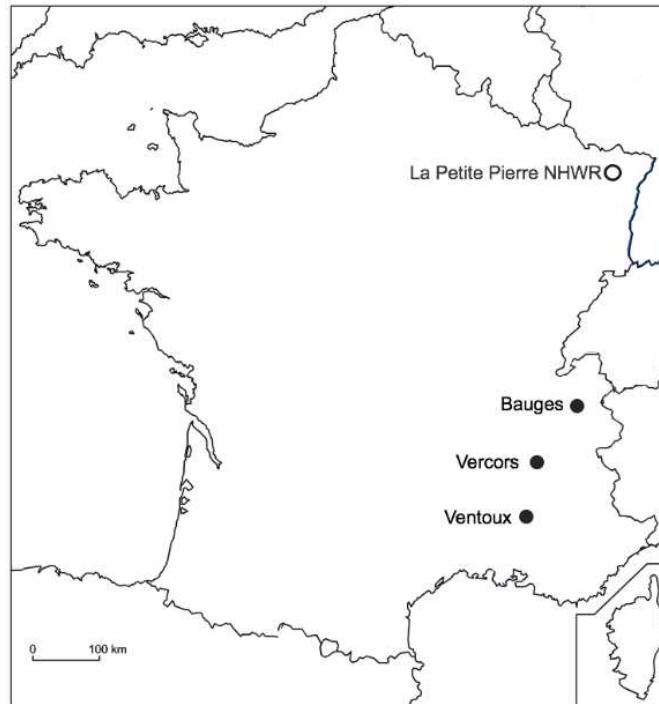 La Petite Pierre NHWR
Bauges
Vercors
Ventoux
0 100 km